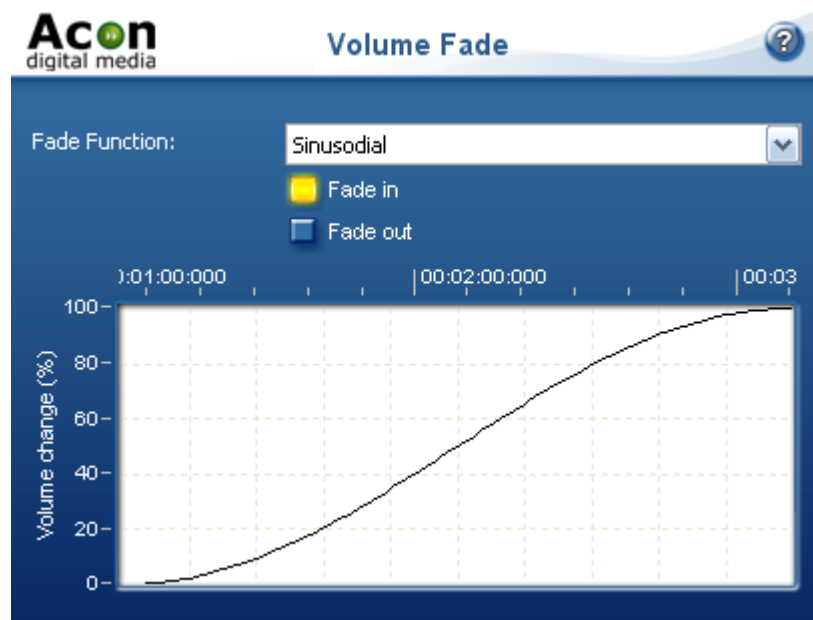 Acon
digital media
Volume Fade
?
Fade Function:
Sinusodial
Fade in
Fade out
):01:00:000 |00:02:00:000 |00:03
Volume change (%)
100
80
60
40
20
0